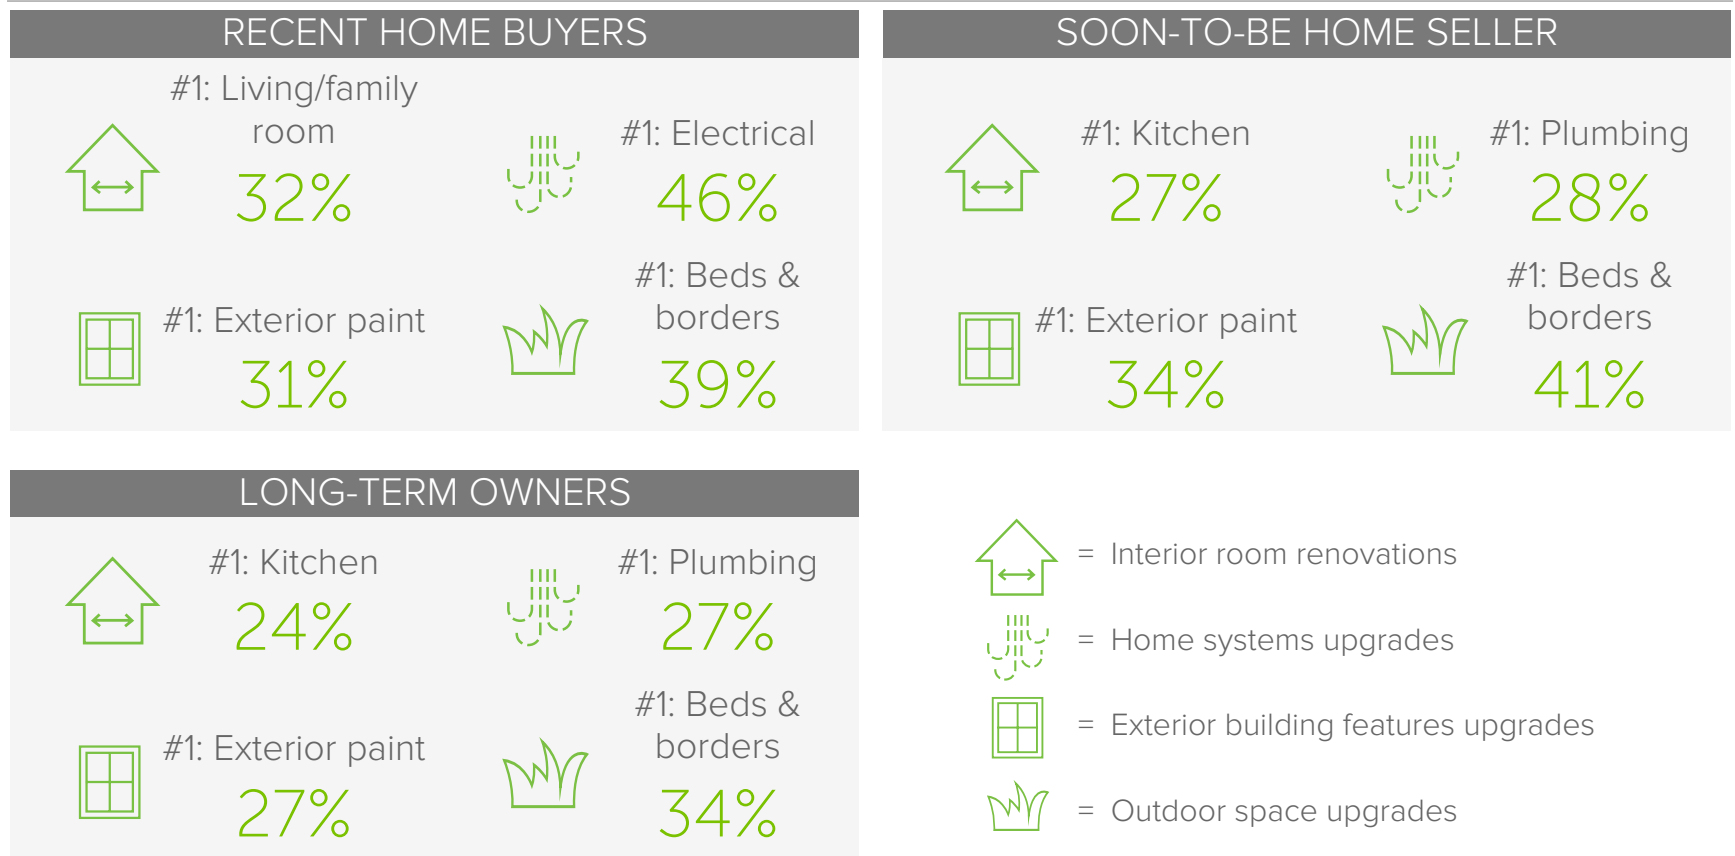 RECENT HOME BUYERS
#1: Living/family
room
32%
#1: Electrical
46%
#1: Exterior paint
31%
#1: Beds &
borders
39%
SOON-TO-BE HOME SELLER
#1: Kitchen
27%
#1: Plumbing
28%
#1: Exterior paint
34%
#1: Beds &
borders
41%
LONG-TERM OWNERS
#1: Kitchen
24%
#1: Plumbing
27%
#1: Exterior paint
27%
#1: Beds &
borders
34%
= Interior room renovations
= Home systems upgrades
= Exterior building features upgrades
= Outdoor space upgrades